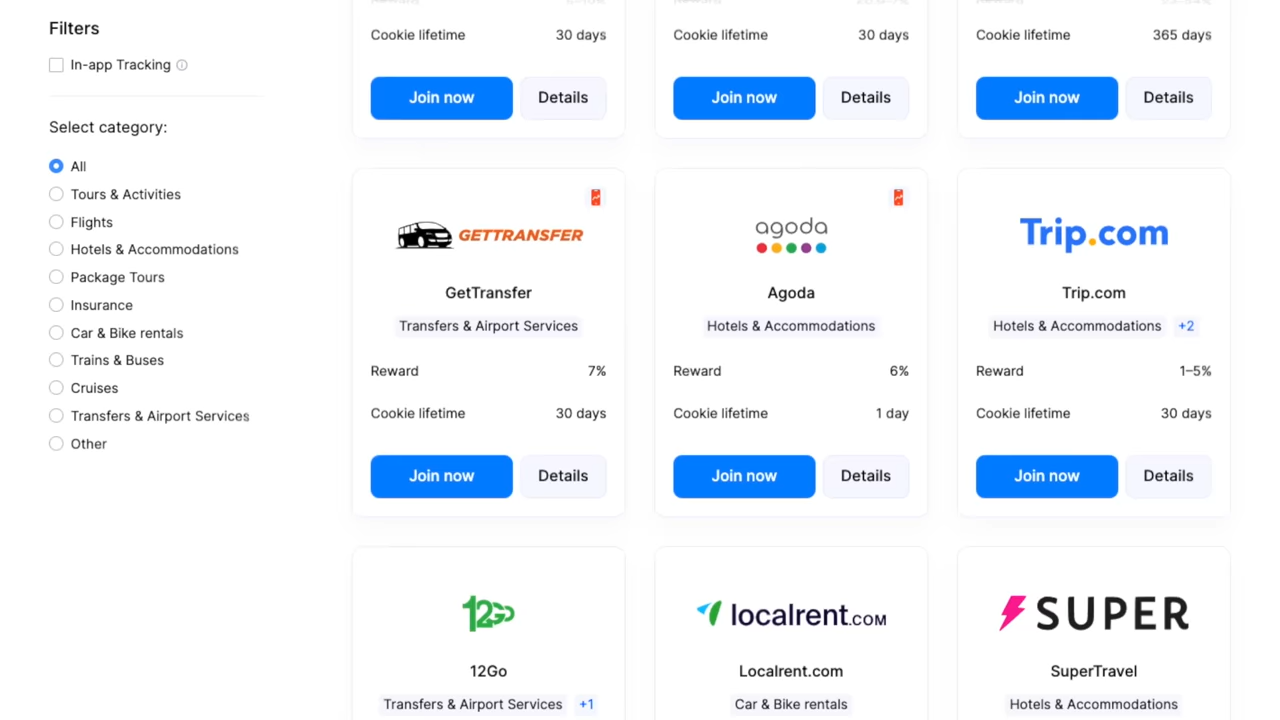 Filters
In-app Tracking
Select category:
All
Tours & Activities
Flights
Hotels & Accommodations
Package Tours
Insurance
Car & Bike rentals
Trains & Buses
Cruises
Transfers & Airport Services
Other
Cookie lifetime 30 days
Join now Details
Cookie lifetime 30 days
Join now Details
Cookie lifetime 365 days
Join now Details
GETTRANSFER
GetTransfer
Transfers & Airport Services
Reward 7%
Cookie lifetime 30 days
Join now Details
agoda
Agoda
Hotels & Accommodations
Reward 6%
Cookie lifetime 1 day
Join now Details
Trip.com
Trip.com
Hotels & Accommodations +2
Reward 1–5%
Cookie lifetime 30 days
Join now Details
12GO
12Go
Transfers & Airport Services +1
localrent.COM
Localrent.com
Car & Bike rentals
SUPER
SuperTravel
Hotels & Accommodations